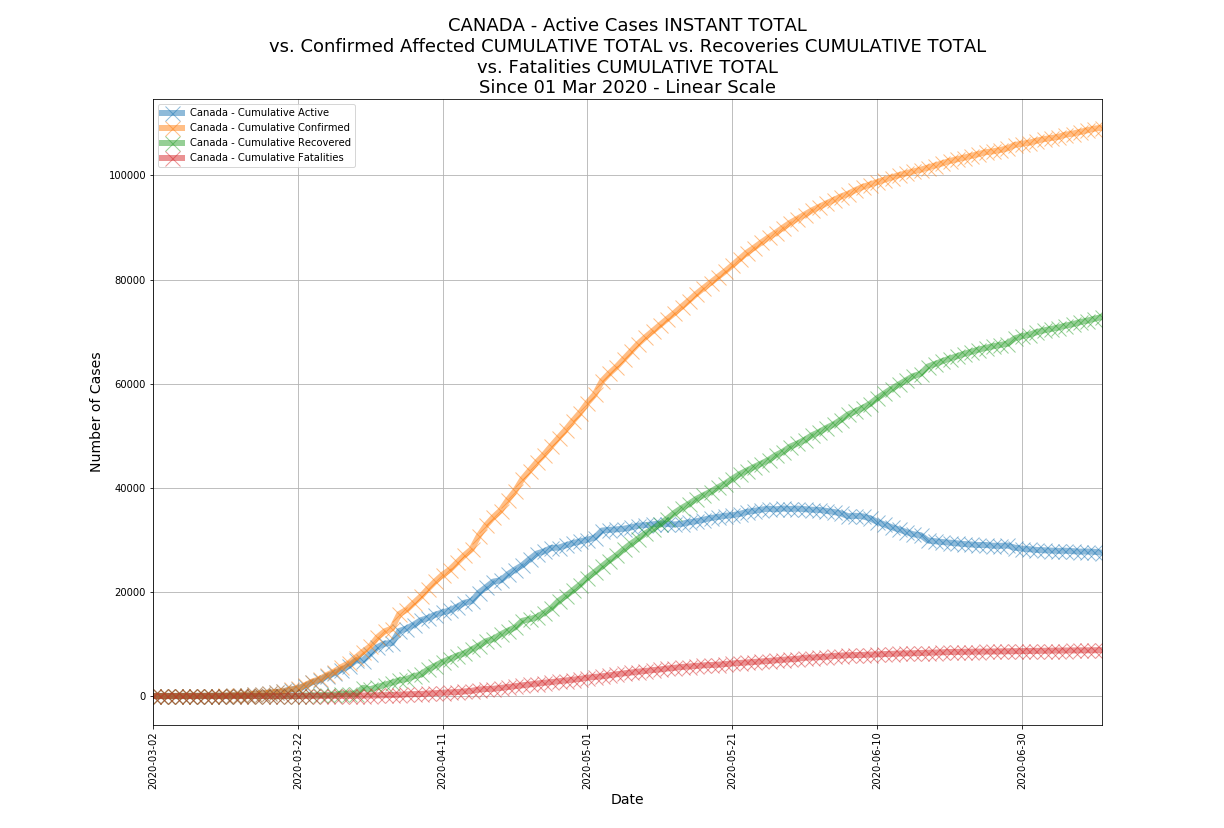 CANADA - Active Cases INSTANT TOTAL
vs. Confirmed Affected CUMULATIVE TOTAL vs. Recoveries CUMULATIVE TOTAL
vs. Fatalities CUMULATIVE TOTAL
Since 01 Mar 2020 - Linear Scale
Canada - Cumulative Active
Canada - Cumulative Confirmed
Canada - Cumulative Recovered
Canada - Cumulative Fatalities
Number of Cases
100000
80000
60000
40000
20000
0
2020-03-02
2020-03-22
2020-04-11
2020-05-01
2020-05-21
2020-06-10
2020-06-30
Date